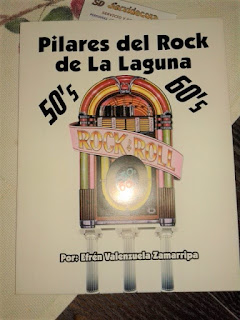 Pilares del Rock
de La Laguna
50's
60's
ROCK & ROLL
Por: Efrén Valenzuela Zamarripa